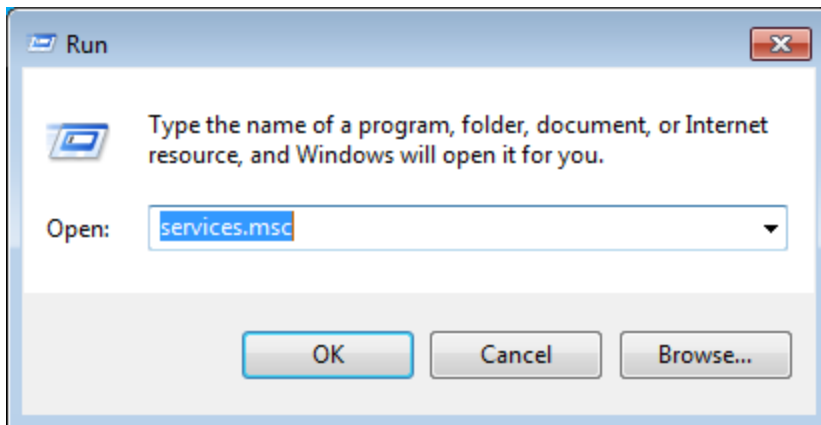 Run
Type the name of a program, folder, document, or Internet
resource, and Windows will open it for you.
Open: services.msc
OK Cancel Browse...